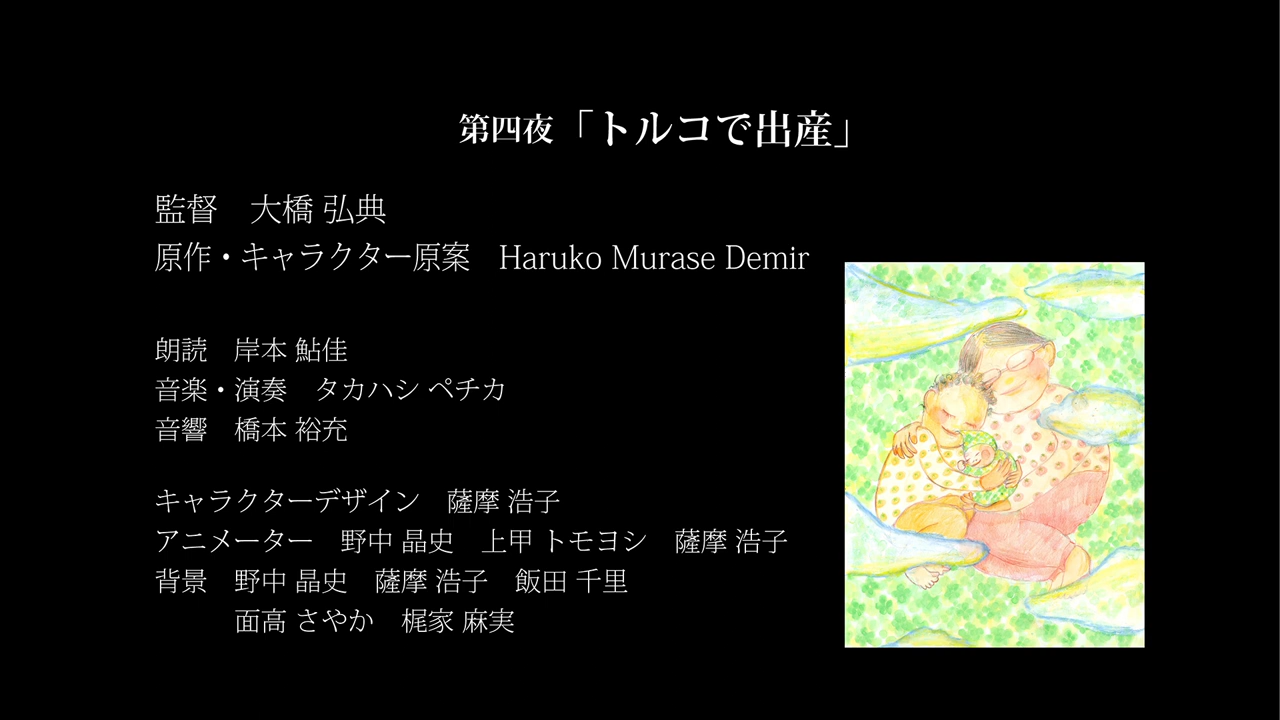 第四夜「トルコで出産」
監督　大橋 弘典
原作・キャラクター原案　Haruko Murase Demir
朗読　岸本 鮎佳
音楽・演奏　タカハシ ペチカ
音響　橋本 裕充
キャラクターデザイン　薩摩 浩子
アニメーター　野中 晶史　上甲 トモヨシ　薩摩 浩子
背景　野中 晶史　薩摩 浩子　飯田 千里
面高 さやか　梶家 麻実